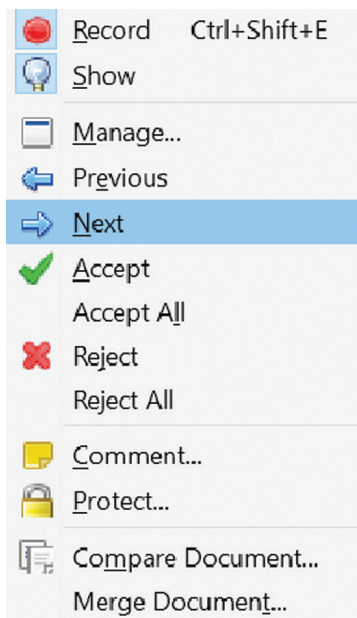 Record Ctrl+Shift+E
Show
Manage...
Previous
Next
Accept
Accept All
Reject
Reject All
Comment...
Protect...
Compare Document...
Merge Document...